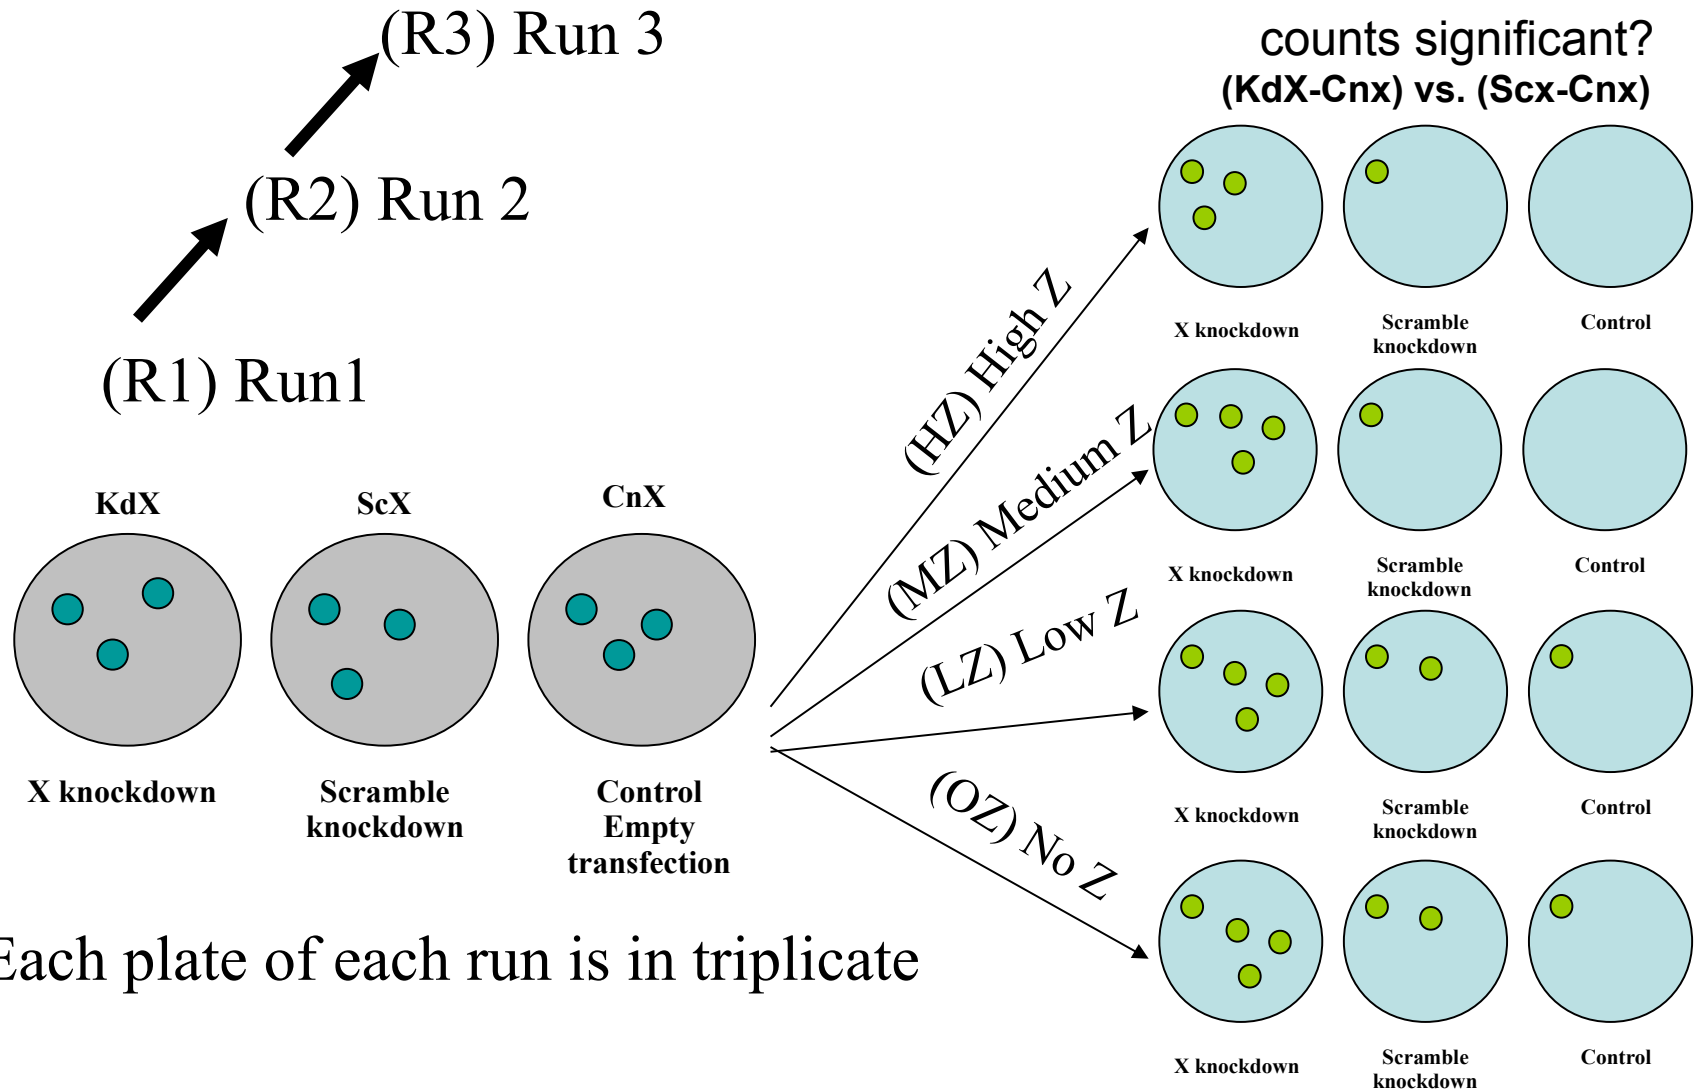 (R3) Run 3
(R2) Run 2
(R1) Run1
KdX
ScX
CnX
X knockdown
Scramble
knockdown
Control
Empty
transfection
Each plate of each run is in triplicate
(HZ) High Z
(MZ) Medium Z
(LZ) Low Z
(OZ) No Z
counts significant?
(KdX-Cnx) vs. (Scx-Cnx)
X knockdown
Scramble
knockdown
Control
X knockdown
Scramble
knockdown
Control
X knockdown
Scramble
knockdown
Control
X knockdown
Scramble
knockdown
Control